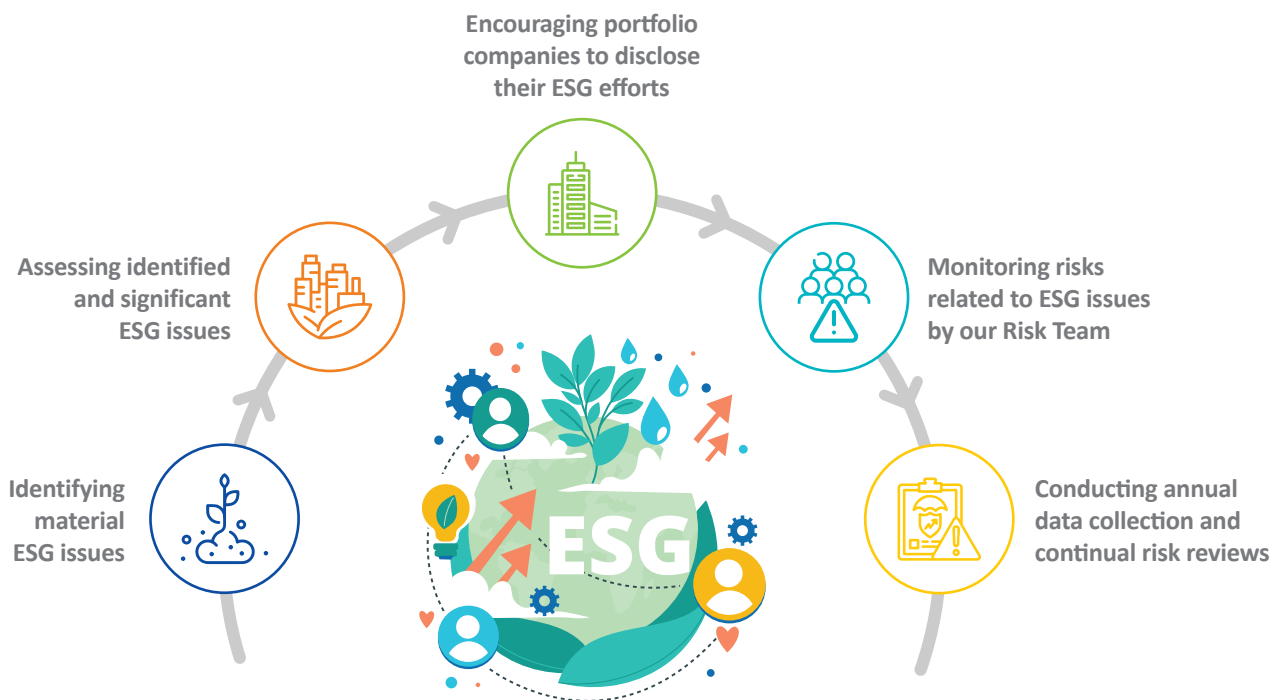 Encouraging portfolio
companies to disclose
their ESG efforts
Assessing identified
and significant
ESG issues
Monitoring risks
related to ESG issues
by our Risk Team
Identifying
material
ESG issues
ESG
Conducting annual
data collection and
continual risk reviews